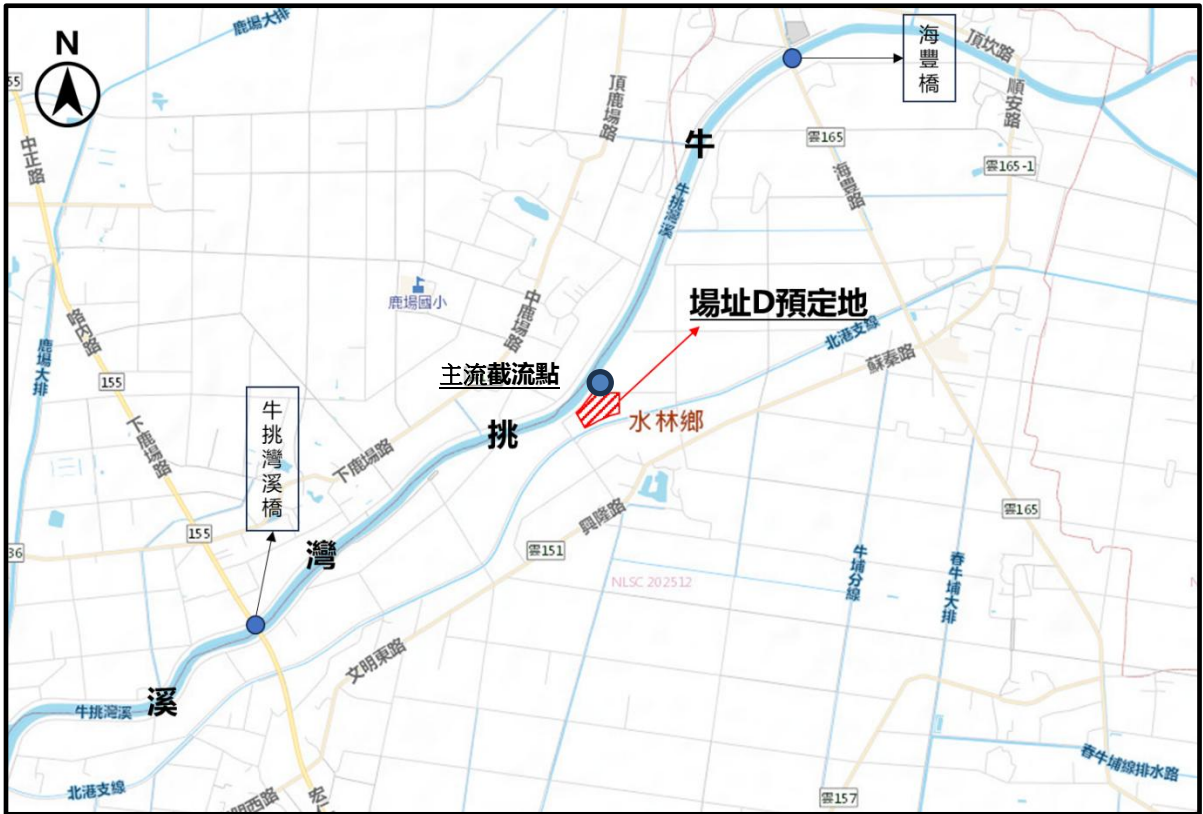 鹿場大排
N
海豐橋
頂坎路
55
中正路
頂鹿場路
順安路
牛
雲165
雲165-1
海豐路
牛挑灣溪
鹿場國小
中鹿場路
場址D預定地
北港支線
咯內路
鹿場大排
蘇秦路
主流截流點
155
牛挑灣溪橋
水林鄉
挑
下鹿場路
下鹿場路
興隆路
雲165
155
36
灣
雲151
牛埔分線
春牛埔大排
NLSC 202512
文明東路
溪
牛挑灣溪
春牛埔線排水路
北港支線
明西路
宏仁
雲157